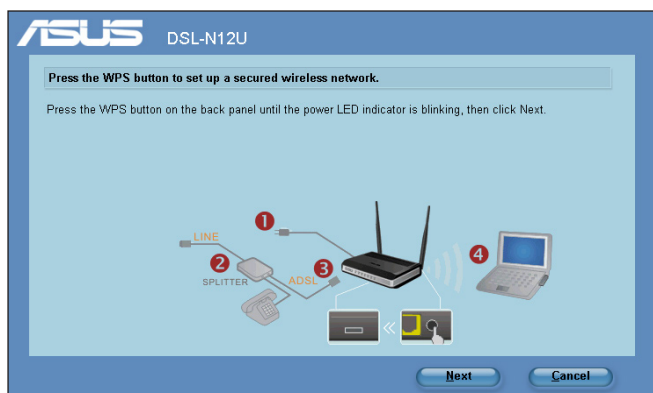 ASUS DSL-N12U
Press the WPS button to set up a secured wireless network.
Press the WPS button on the back panel until the power LED indicator is blinking, then click Next.
1
LINE
2
3
4
SPLITTER
ADSL
Next
Cancel